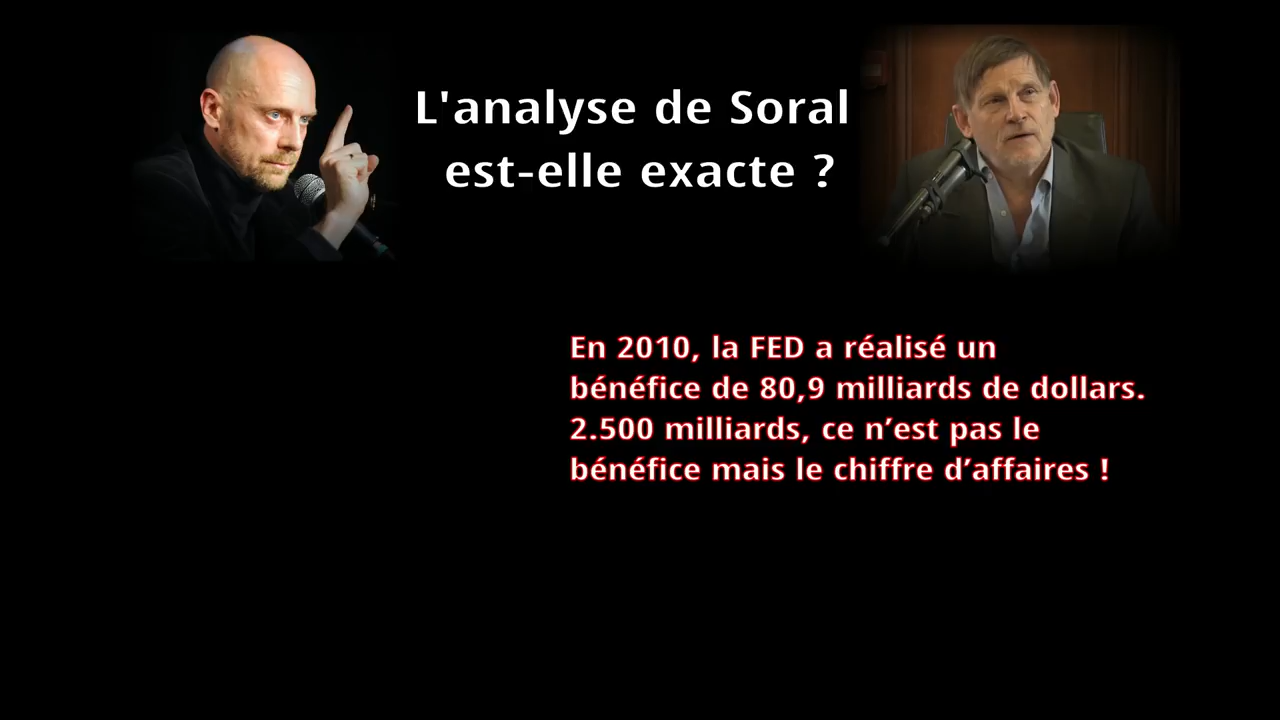 L'analyse de Soral
est-elle exacte ?
En 2010, la FED a réalisé un
bénéfice de 80,9 milliards de dollars.
2.500 milliards, ce n’est pas le
bénéfice mais le chiffre d’affaires !